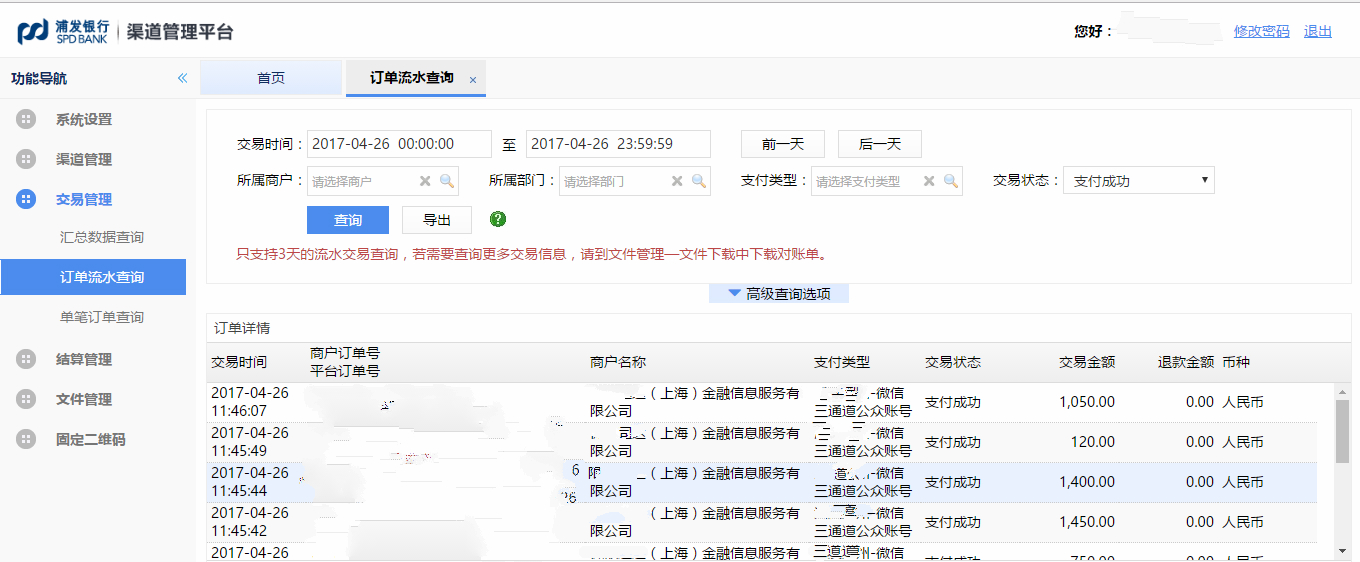 浦发银行
SPD BANK
渠道管理平台
您好：
修改密码 退出
功能导航 «
首页 订单流水查询 ×
系统设置
渠道管理
交易管理
汇总数据查询
订单流水查询
单笔订单查询
结算管理
文件管理
固定二维码
交易时间： 2017-04-26 00:00:00 至 2017-04-26 23:59:59 前一天 后一天
所属商户： 请选择商户 所属部门： 请选择部门 支付类型： 请选择支付类型 交易状态： 支付成功
查询 导出 ?
只支持3天的流水交易查询，若需要查询更多交易信息，请到文件管理—文件下载中下载对账单。
高级查询选项
订单详情
交易时间 商户订单号 商户名称 支付类型 交易状态 交易金额 退款金额 币种
平台订单号
2017-04-26 （上海）金融信息服务有 -微信
11:46:07 限公司 三通道公众账号 支付成功 1,050.00 0.00 人民币
2017-04-26 司 （上海）金融信息服务有 -微信
11:45:49 限公司 三通道公众账号 支付成功 120.00 0.00 人民币
2017-04-26 6 限 （上海）金融信息服务有 -微信
11:45:44 26 限公司 三通道公众账号 支付成功 1,400.00 0.00 人民币
2017-04-26 （上海）金融信息服务有 -微信
11:45:42 限公司 三通道公众账号 支付成功 1,450.00 0.00 人民币
2017-04-26 （上海）金融信息服务有 -微信